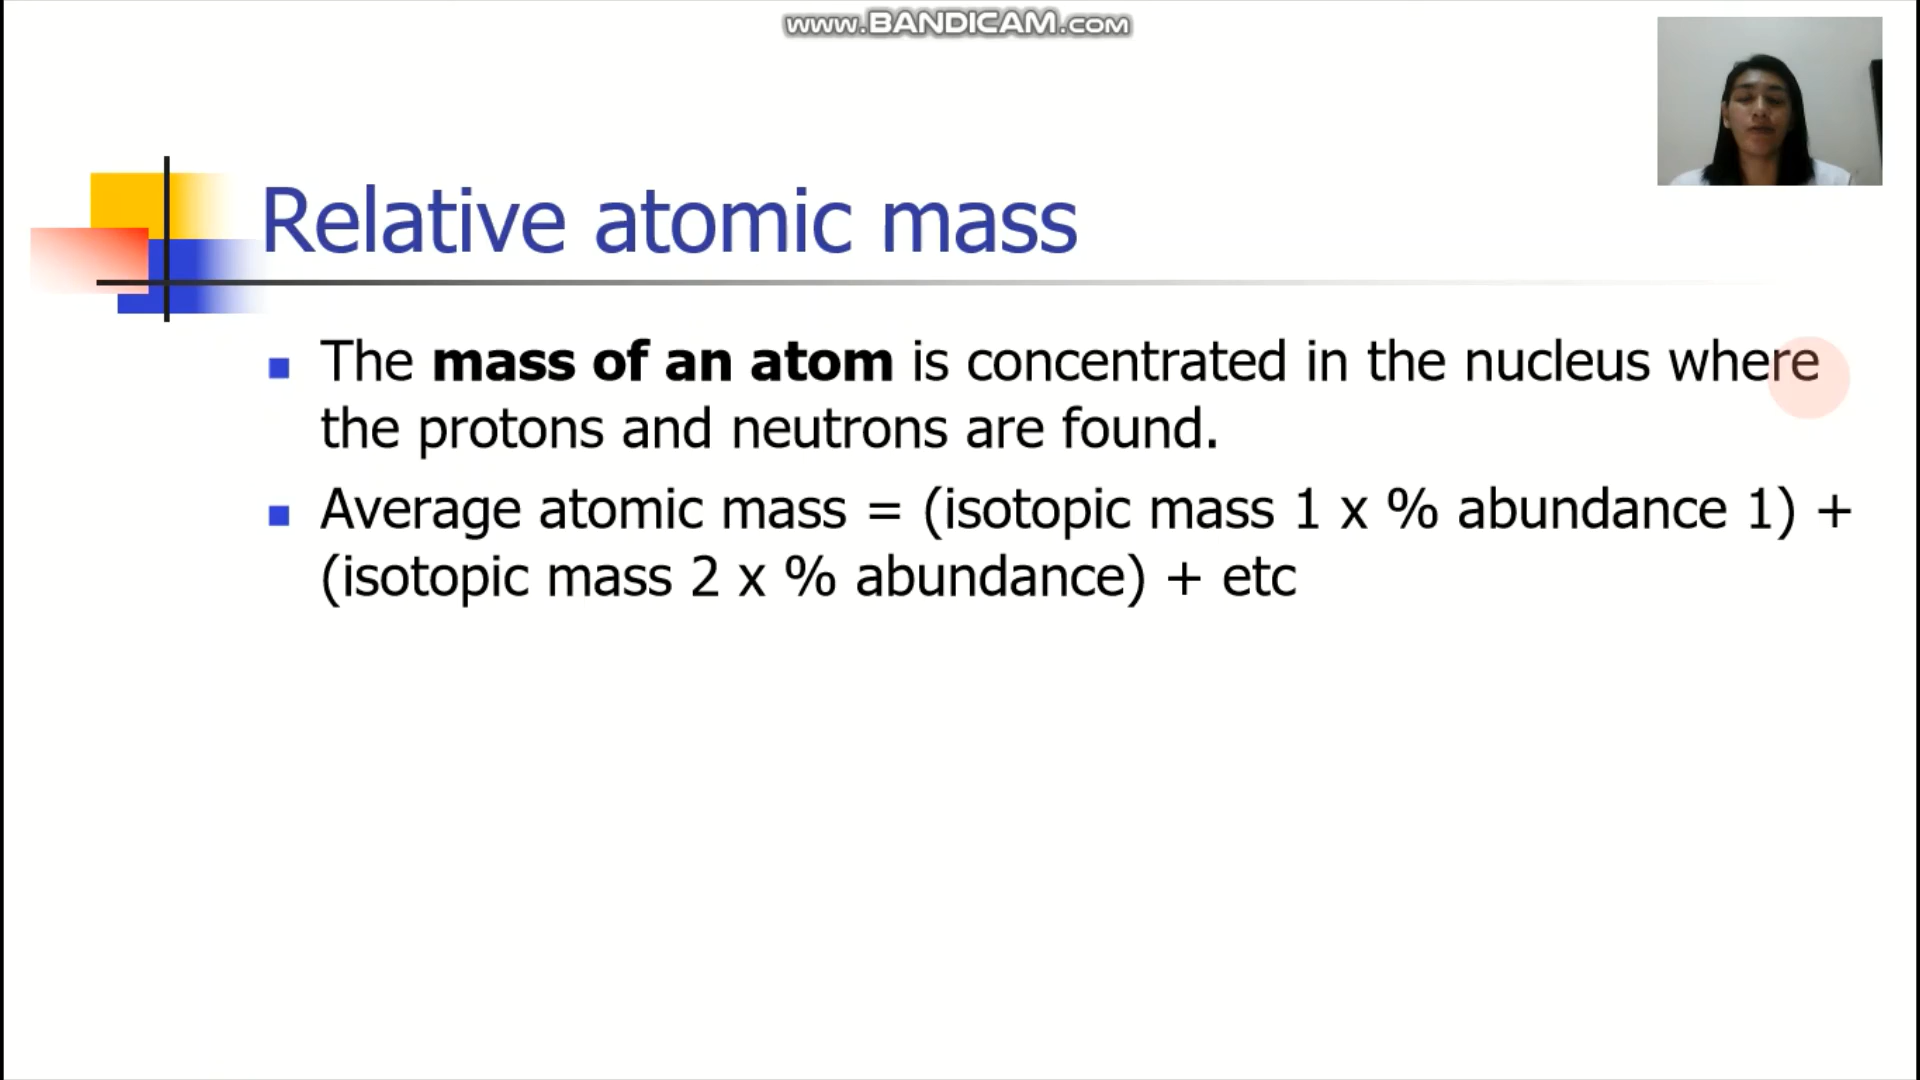 www.BANDICAM.com
Relative atomic mass
The mass of an atom is concentrated in the nucleus where
the protons and neutrons are found.
Average atomic mass = (isotopic mass 1 x % abundance 1) +
(isotopic mass 2 x % abundance) + etc